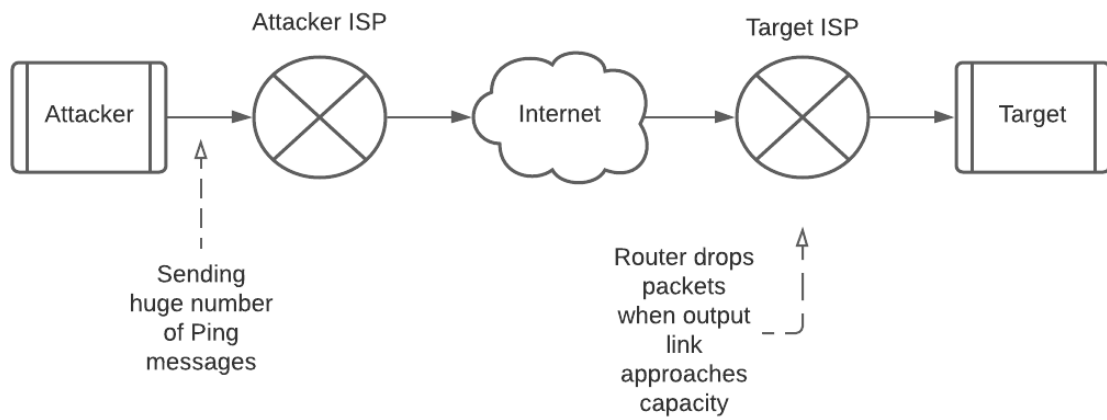 Attacker ISP
Target ISP
Attacker
Internet
Target
Sending
huge number
of Ping
messages
Router drops
packets
when output
link
approaches
capacity